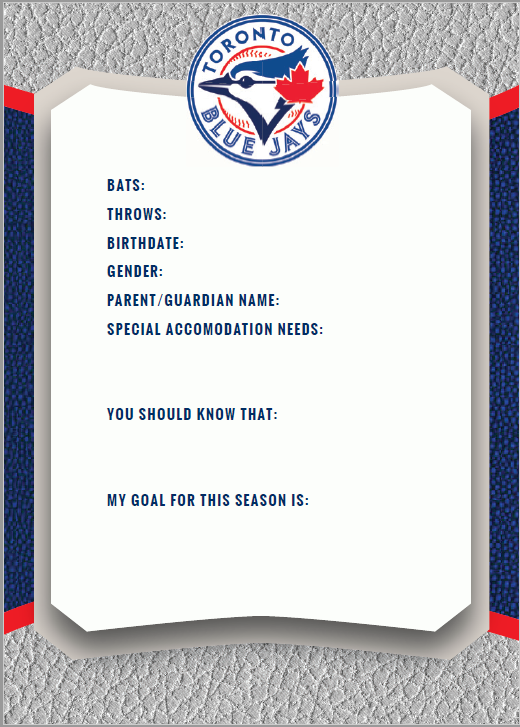 TORONTO
BLUE JAYS
BATS:
THROWS:
BIRTHDATE:
GENDER:
PARENT/GUARDIAN NAME:
SPECIAL ACCOMODATION NEEDS:
YOU SHOULD KNOW THAT:
MY GOAL FOR THIS SEASON IS: